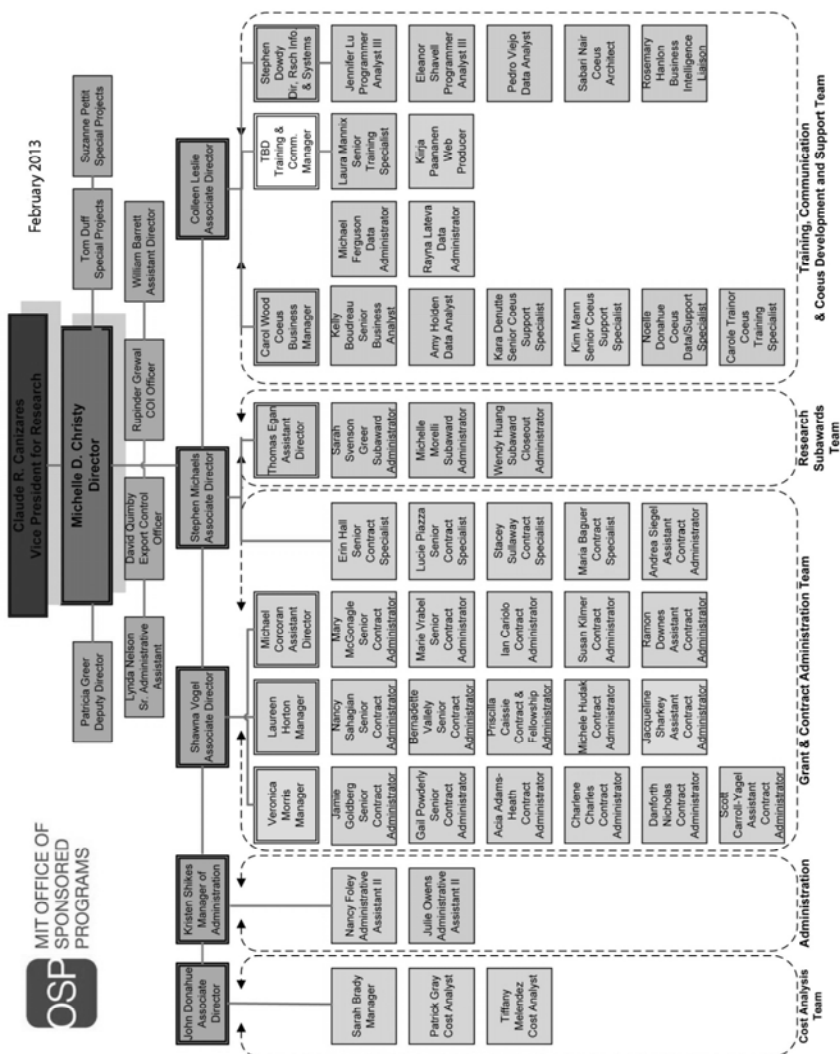 OSP
MIT OFFICE OF
SPONSORED
PROGRAMS
February 2013
Claude R. Canizares
Vice President for Research
Michelle D. Christy
Director
Patricia Greer
Deputy Director
Tom Duff
Special Projects
Suzanne Pettit
Special Projects
Lynda Nelson
Sr. Administrative
Assistant
David Quimby
Export Control
Officer
Rupinder Grewal
COI Officer
William Barrett
Assistant Director
John Donahue
Associate
Director
Kristen Shikes
Manager of
Administration
Shawna Vogel
Associate Director
Stephen Michaels
Associate Director
Colleen Leslie
Associate Director
Sarah Brady
Manager
Patrick Gray
Cost Analyst
Tiffany
Melendez
Cost Analyst
Cost Analysis
Team
Nancy Foley
Administrative
Assistant II
Julie Owens
Administrative
Assistant II
Administration
Veronica
Morris
Manager
Jamie
Goldberg
Senior
Contract
Administrator
Gail Powderly
Senior
Contract
Administrator
Acia Adams-
Heath
Contract
Administrator
Charlene
Charles
Contract
Administrator
Danforth
Nicholas
Contract
Administrator
Scott
Carroll-Yagel
Assistant
Contract
Administrator
Laureen
Horton
Manager
Nancy
Sahagian
Senior
Contract
Administrator
Bernadette
Vallely
Senior
Contract
Administrator
Priscilla
Caissie
Contract &
Fellowship
Administrator
Michele Hudak
Contract
Administrator
Jacqueline
Sharkey
Assistant
Contract
Administrator
Michael
Corcoran
Assistant
Director
Mary
McGonagle
Senior
Contract
Administrator
Marie Vrabel
Senior
Contract
Administrator
Ian Cariolo
Contract
Administrator
Susan Kilmer
Contract
Administrator
Ramon
Downes
Assistant
Contract
Administrator
Erin Hall
Senior
Contract
Specialist
Lucie Piazza
Senior
Contract
Specialist
Stacey
Sullaway
Contract
Specialist
Maria Baguer
Contract
Specialist
Andrea Siegel
Assistant
Contract
Administrator
Grant & Contract Administration Team
Thomas Egan
Assistant
Director
Sarah
Svenson
Greer
Subaward
Administrator
Michelle
Morelli
Subaward
Administrator
Wendy Huang
Subaward
Closeout
Administrator
Research
Subawards
Team
Carol Wood
Coeus
Business
Manager
Kelly
Boudreau
Senior
Business
Analyst
Amy Holden
Data Analyst
Kara Denutte
Senior Coeus
Support
Specialist
Kim Mann
Senior Coeus
Support
Specialist
Noelle
Donahue
Coeus
Data/Support
Specialist
Carole Trainor
Coeus
Training
Specialist
Michael
Ferguson
Data
Administrator
Rayna Lateva
Data
Administrator
TBD
Training &
Comm.
Manager
Laura Mannix
Senior
Training
Specialist
Kirja
Paananen
Web
Producer
Stephen
Dowdy
Dir, Rsch Info.
& Systems
Jennifer Lu
Programmer
Analyst III
Eleanor
Shavell
Programmer
Analyst III
Pedro Viejo
Data Analyst
Sabari Nair
Coeus
Architect
Rosemary
Hanlon
Business
Intelligence
Liaison
Training, Communication
& Coeus Development and Support Team